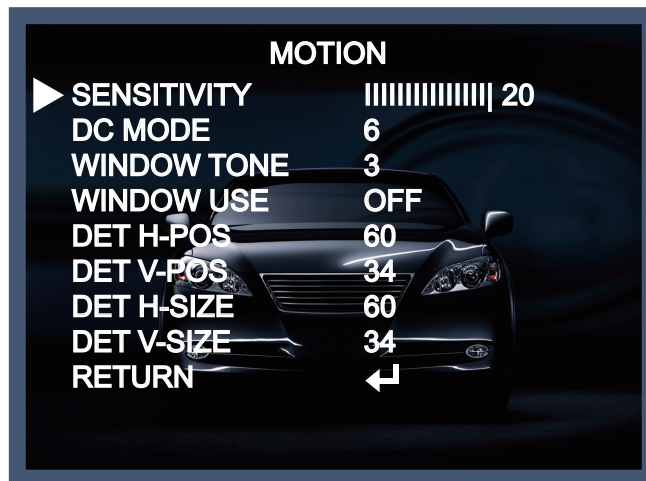 MOTION
SENSITIVITY |||||||||||||||| 20
DC MODE 6
WINDOW TONE 3
WINDOW USE OFF
DET H-POS 60
DET V-POS 34
DET H-SIZE 60
DET V-SIZE 34
RETURN ↵